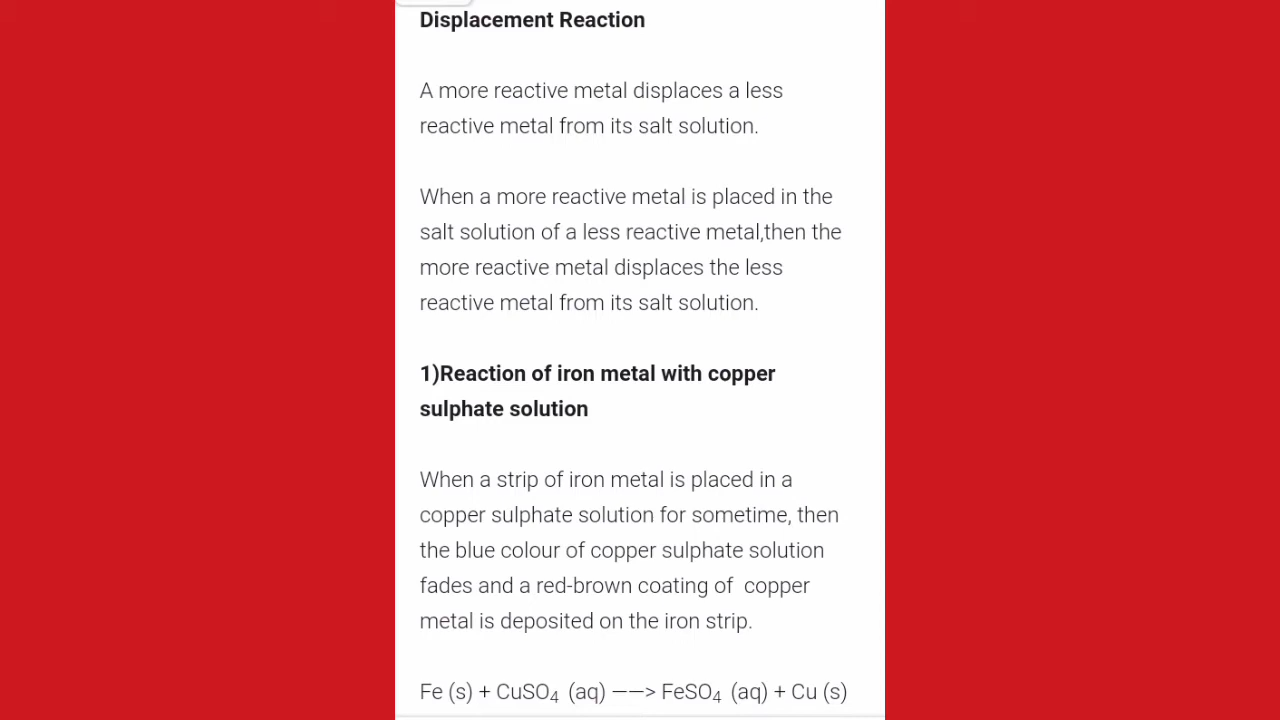 Displacement Reaction
A more reactive metal displaces a less
reactive metal from its salt solution.
When a more reactive metal is placed in the
salt solution of a less reactive metal,then the
more reactive metal displaces the less
reactive metal from its salt solution.
1)Reaction of iron metal with copper
sulphate solution
When a strip of iron metal is placed in a
copper sulphate solution for sometime, then
the blue colour of copper sulphate solution
fades and a red-brown coating of  copper
metal is deposited on the iron strip.
Fe (s) + CuSO₄ (aq) ——> FeSO₄ (aq) + Cu (s)